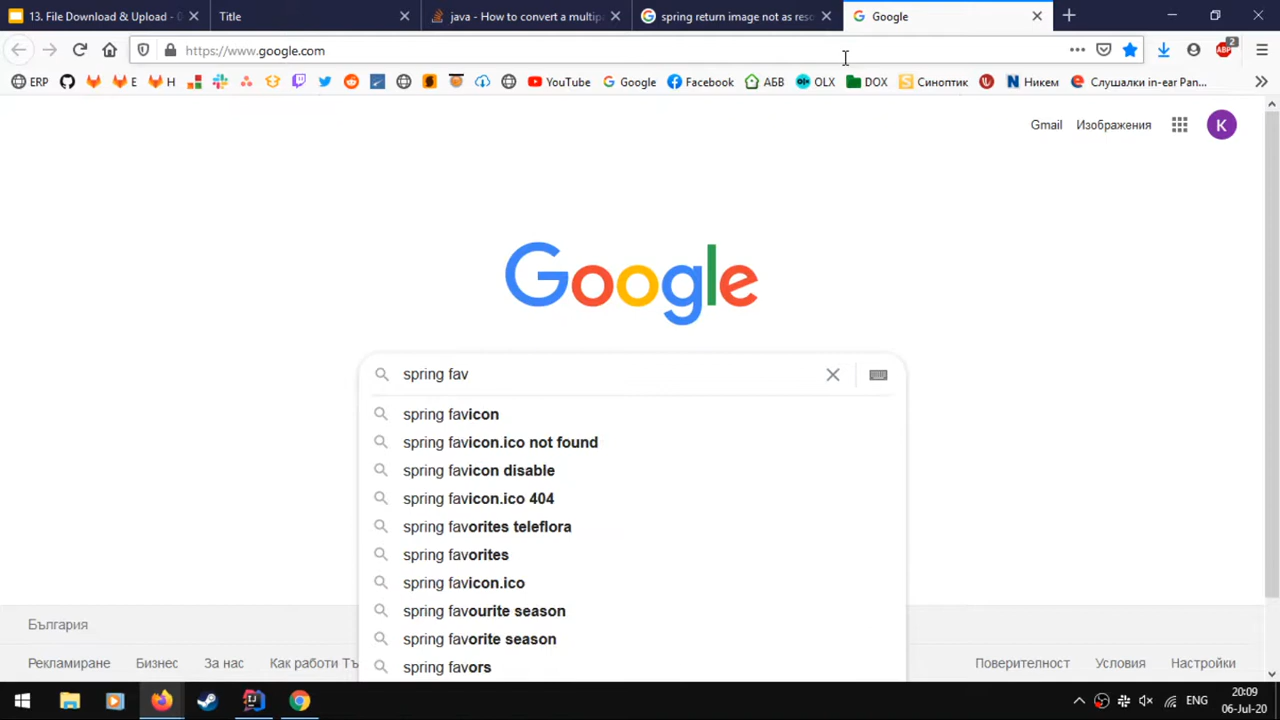 13. File Download & Upload - 
Title
java - How to convert a multipa
spring return image not as reso
Google
https://www.google.com
ERP
E
H
YouTube
Google
Facebook
АБВ
OLX
DOX
Синоптик
Никем
Слушалки in-ear Pan...
2
Gmail
Изображения
K
Google
spring fav
spring favicon
spring favicon.ico not found
spring favicon disable
spring favicon.ico 404
spring favorites teleflora
spring favorites
spring favicon.ico
spring favourite season
spring favorite season
spring favors
България
Рекламиране
Бизнес
За нас
Как работи Тъ
Поверителност
Условия
Настройки
ENG
20:09
06-Jul-20